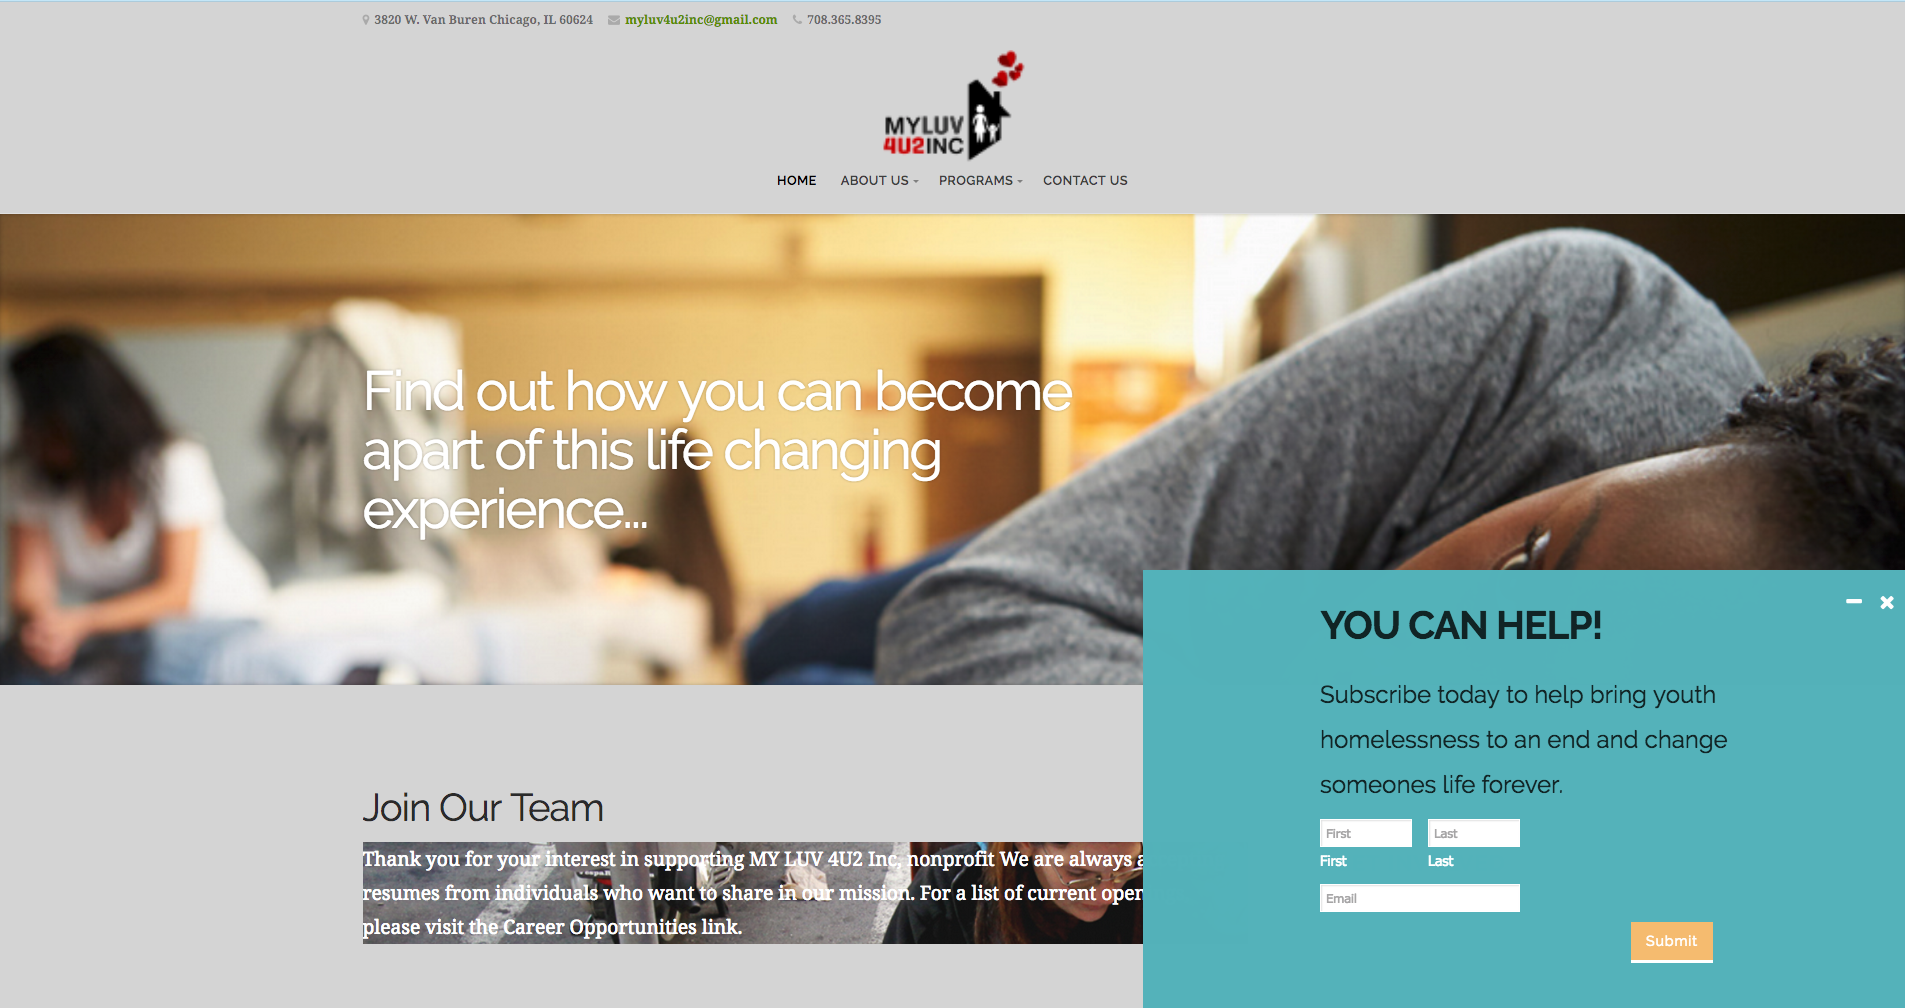 3820 W. Van Buren Chicago, IL 60624 myluv4u2inc@gmail.com 708.365.8395
MYLUV
4U2INC
HOME ABOUT US PROGRAMS CONTACT US
Find out how you can become
apart of this life changing
experience...
YOU CAN HELP!
Subscribe today to help bring youth
homelessness to an end and change
someones life forever.
First Last
First Last
Email
Submit
Join Our Team
Thank you for your interest in supporting MY LUV 4U2 Inc, nonprofit We are always
resumes from individuals who want to share in our mission. For a list of current
please visit the Career Opportunities link.